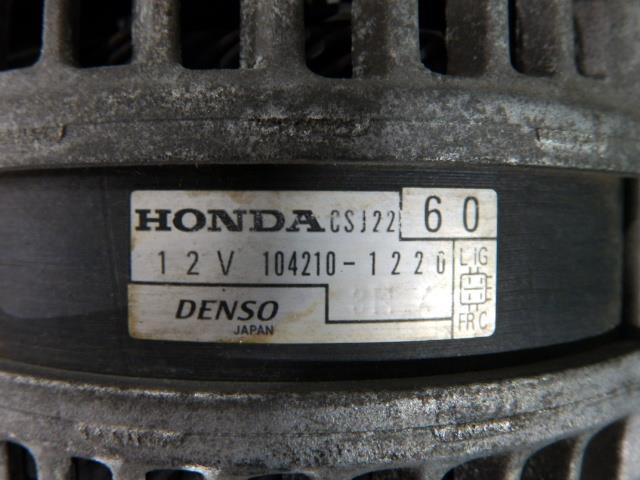 HONDA CSJ22 60
12V 104210-1220
L IG
DENSO
JAPAN
FR C